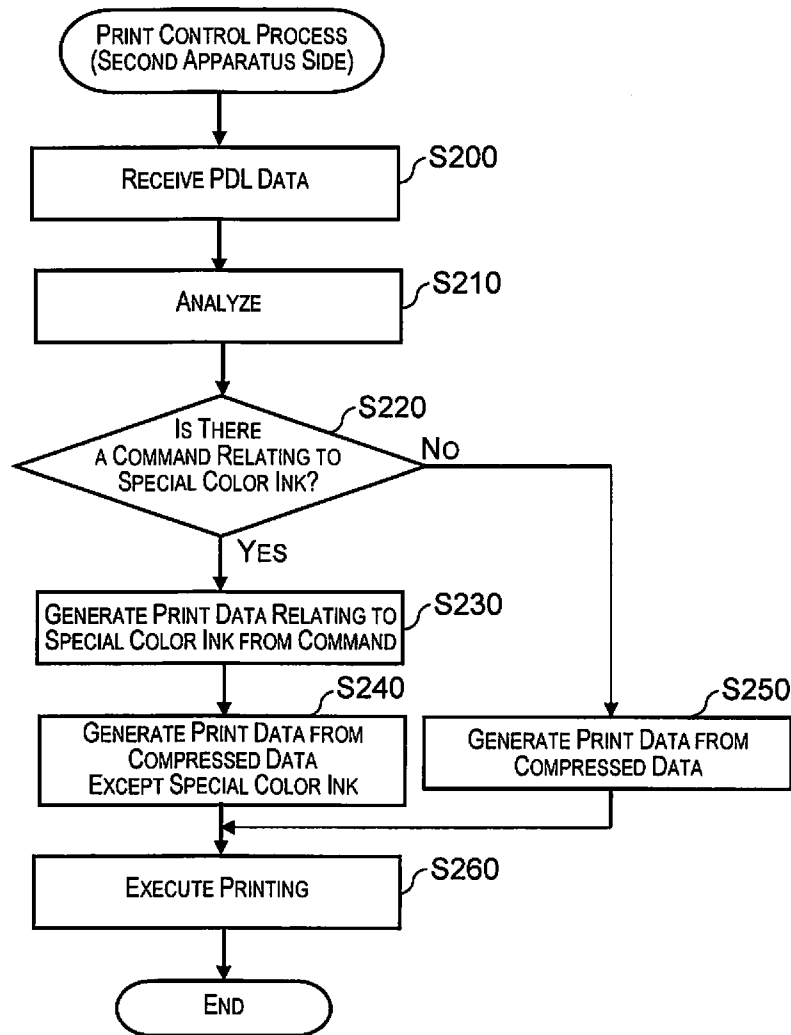 PRINT CONTROL PROCESS
(SECOND APPARATUS SIDE)
S200
RECEIVE PDL DATA
S210
ANALYZE
S220
IS THERE
A COMMAND RELATING TO
SPECIAL COLOR INK?
NO
YES
S230
GENERATE PRINT DATA RELATING TO
SPECIAL COLOR INK FROM COMMAND
S240
GENERATE PRINT DATA FROM
COMPRESSED DATA
EXCEPT SPECIAL COLOR INK
S250
GENERATE PRINT DATA FROM
COMPRESSED DATA
S260
EXECUTE PRINTING
END